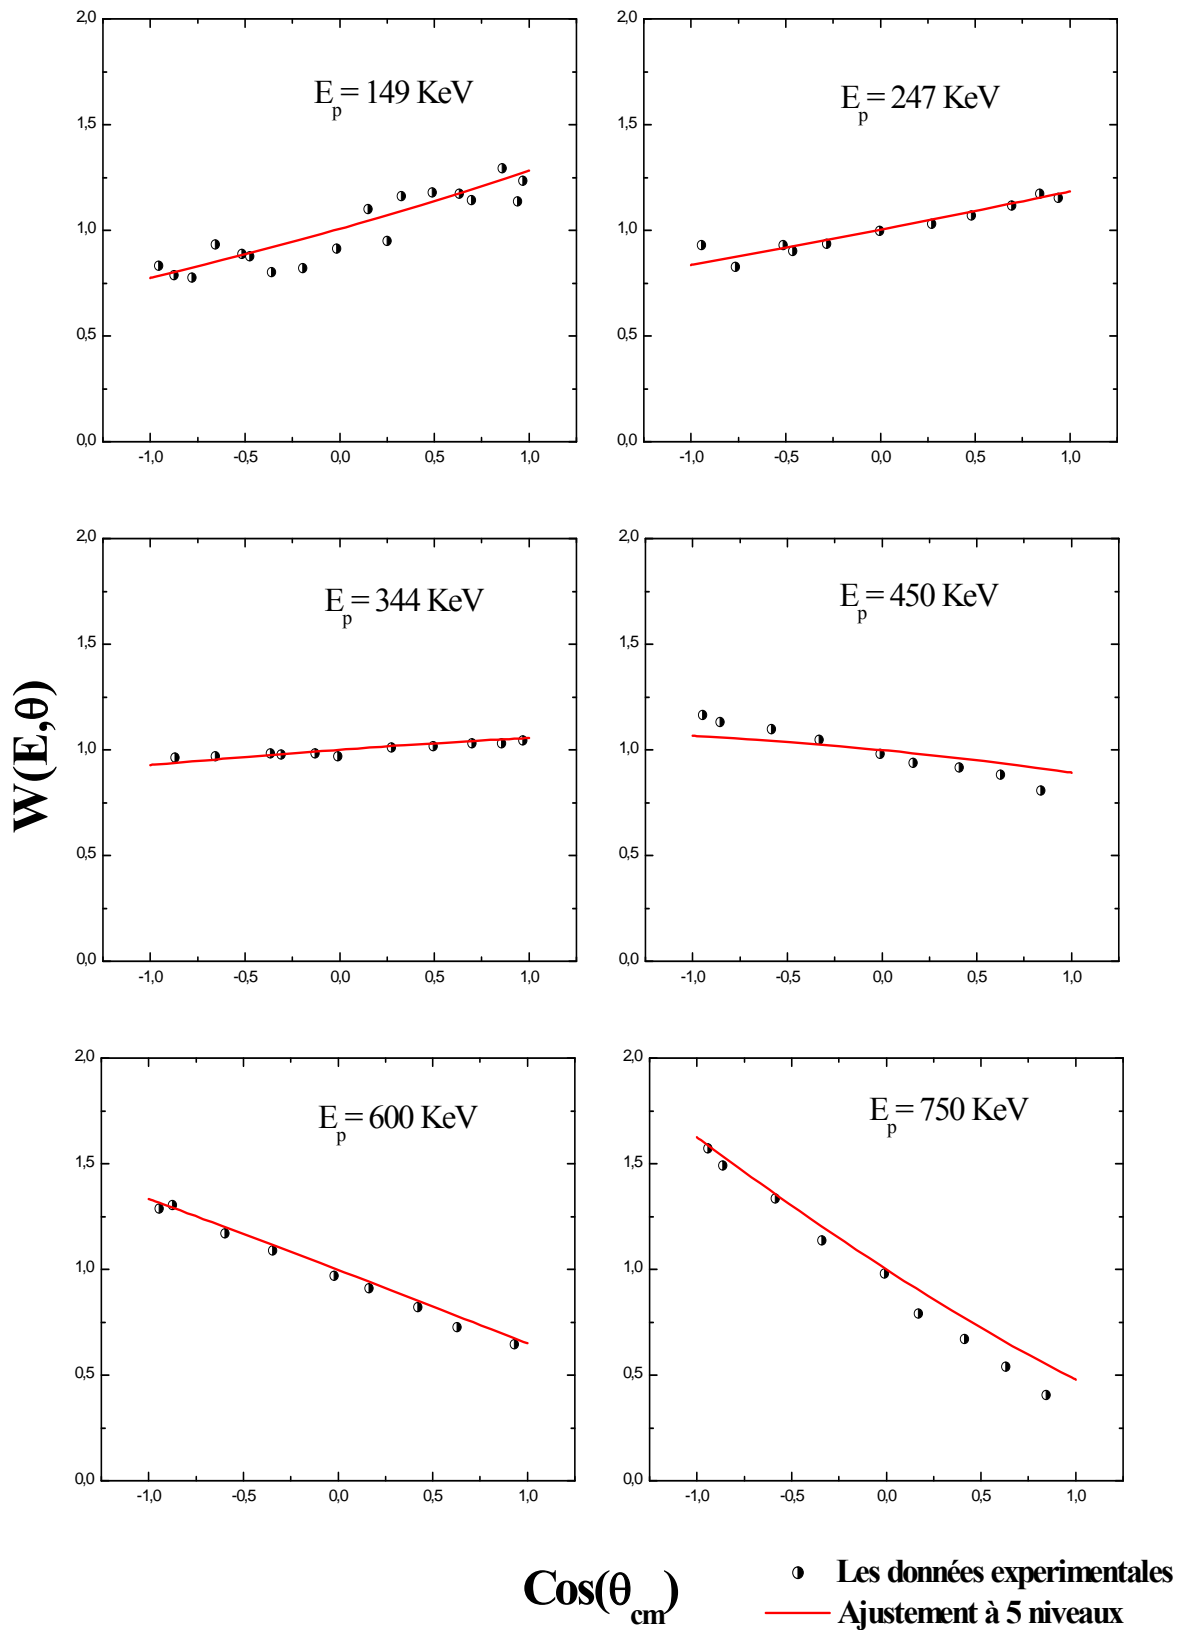 E_p = 149 KeV
2,0
1,5
1,0
0,5
0,0
-1,0 -0,5 0,0 0,5 1,0
E_p = 247 KeV
2,0
1,5
1,0
0,5
0,0
-1,0 -0,5 0,0 0,5 1,0
E_p = 344 KeV
2,0
1,5
1,0
0,5
0,0
-1,0 -0,5 0,0 0,5 1,0
E_p = 450 KeV
2,0
1,5
1,0
0,5
0,0
-1,0 -0,5 0,0 0,5 1,0
W(E,θ)
E_p = 600 KeV
2,0
1,5
1,0
0,5
0,0
-1,0 -0,5 0,0 0,5 1,0
E_p = 750 KeV
2,0
1,5
1,0
0,5
0,0
-1,0 -0,5 0,0 0,5 1,0
Cos(θ_cm)
Les données experimentales
Ajustement à 5 niveaux